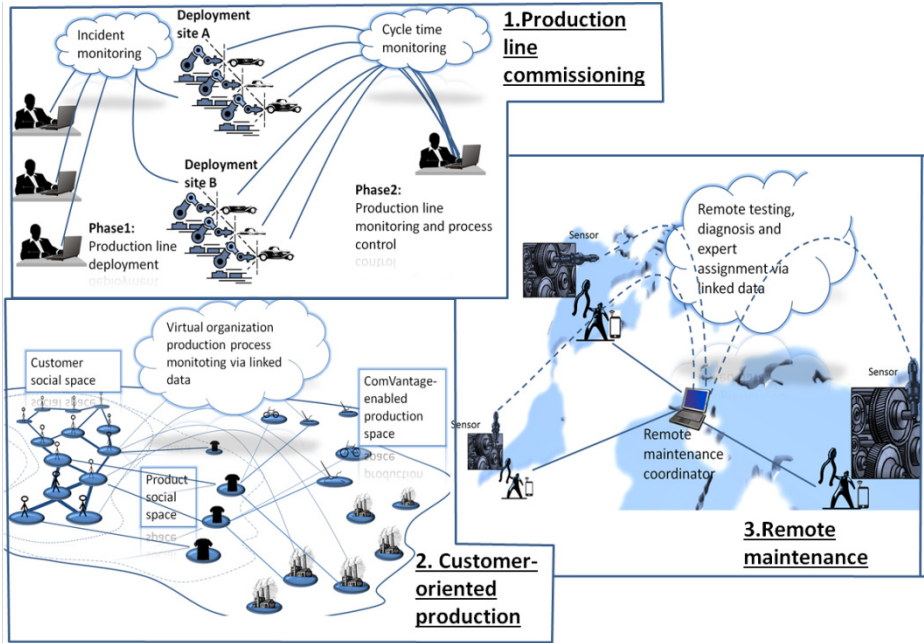 1.Production
line
commissioning
Incident
monitoring
Deployment
site A
Cycle time
monitoring
Deployment
site B
Phase1:
Production line
deployment
Phase2:
Production line
monitoring and process
control
Virtual organization
production process
monitoting via linked
data
Customer
social space
ComVantage-
enabled
production
space
Product
social
space
2. Customer-
oriented
production
Remote testing,
diagnosis and
expert
assignment via
linked data
Sensor
Sensor
Sensor
Remote
maintenance
coordinator
3.Remote
maintenance